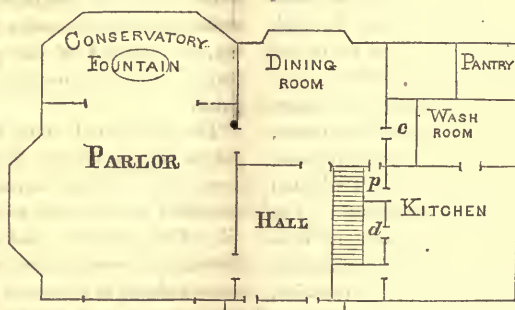 CONSERVATORY
FOUNTAIN
DINING
ROOM
PANTRY
c
WASH
ROOM
PARLOR
p
HALL
KITCHEN
d